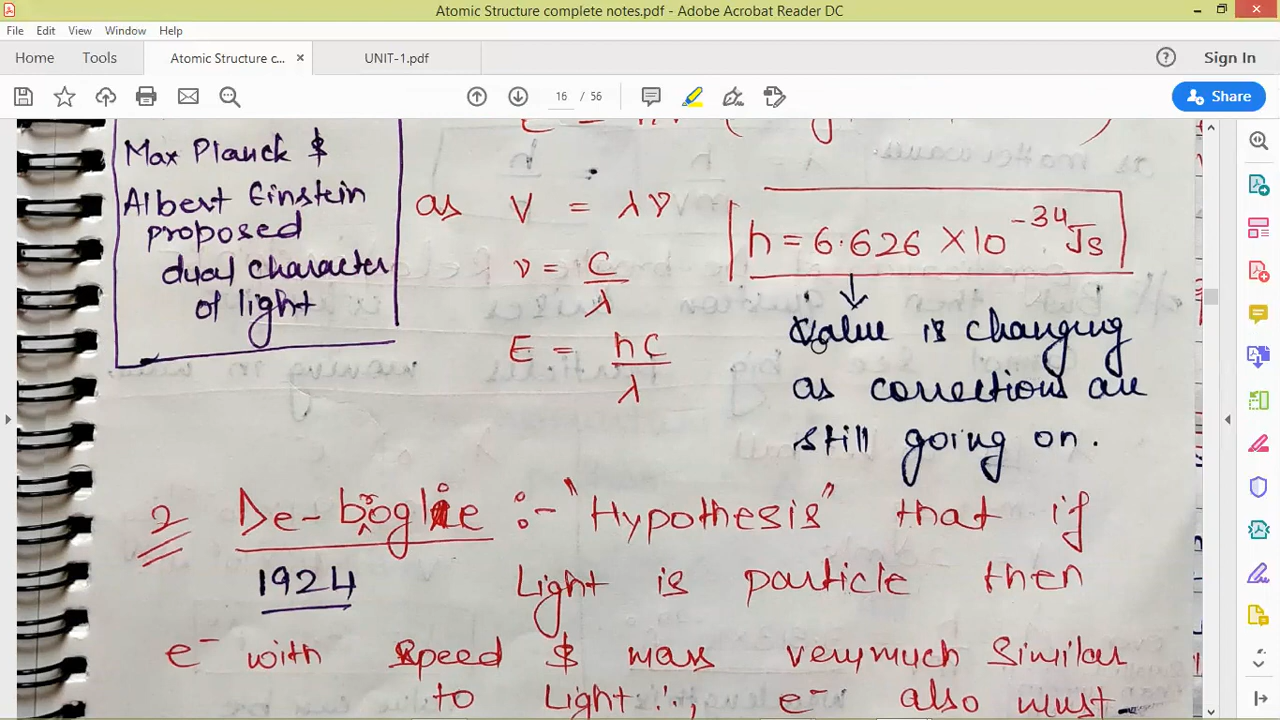 Atomic Structure complete notes.pdf - Adobe Acrobat Reader DC
File Edit View Window Help
Home Tools Atomic Structure c... × UNIT-1.pdf Sign In
16 / 56 Share
Max Planck &
Albert Einstein
proposed
dual character
of light
as V = λν
ν = C/λ
E = hC/λ
h = 6.626 × 10⁻³⁴ Js
Value is changing
as corrections are
still going on.
2 De-broglie :- "Hypothesis" that if
1924 Light is particle then
e⁻ with speed & mass verymuch similar
to light ∴, e⁻ also must